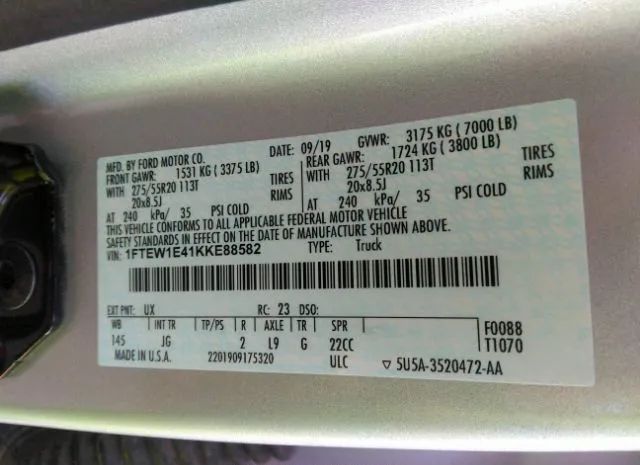 MFD. BY FORD MOTOR CO. DATE: 09/19 GVWR: 3175 KG ( 7000 LB)
FRONT GAWR: 1531 KG ( 3375 LB) REAR GAWR: 1724 KG ( 3800 LB)
WITH 275/55R20 113T TIRES WITH 275/55R20 113T TIRES
20x8.5J RIMS 20x8.5J RIMS
AT 240 kPa/ 35 PSI COLD AT 240 kPa/ 35 PSI COLD
THIS VEHICLE CONFORMS TO ALL APPLICABLE FEDERAL MOTOR VEHICLE
SAFETY STANDARDS IN EFFECT ON THE DATE OF MANUFACTURE SHOWN ABOVE.
VIN: 1FTEW1E41KKE88582 TYPE: Truck
EXT PNT: UX RC: 23 DSO:
WB INT TR TP/PS R AXLE TR SPR F0088
145 JG 2 L9 G 22CC T1070
MADE IN U.S.A. 2201909175320 ULC ▽ 5U5A-3520472-AA